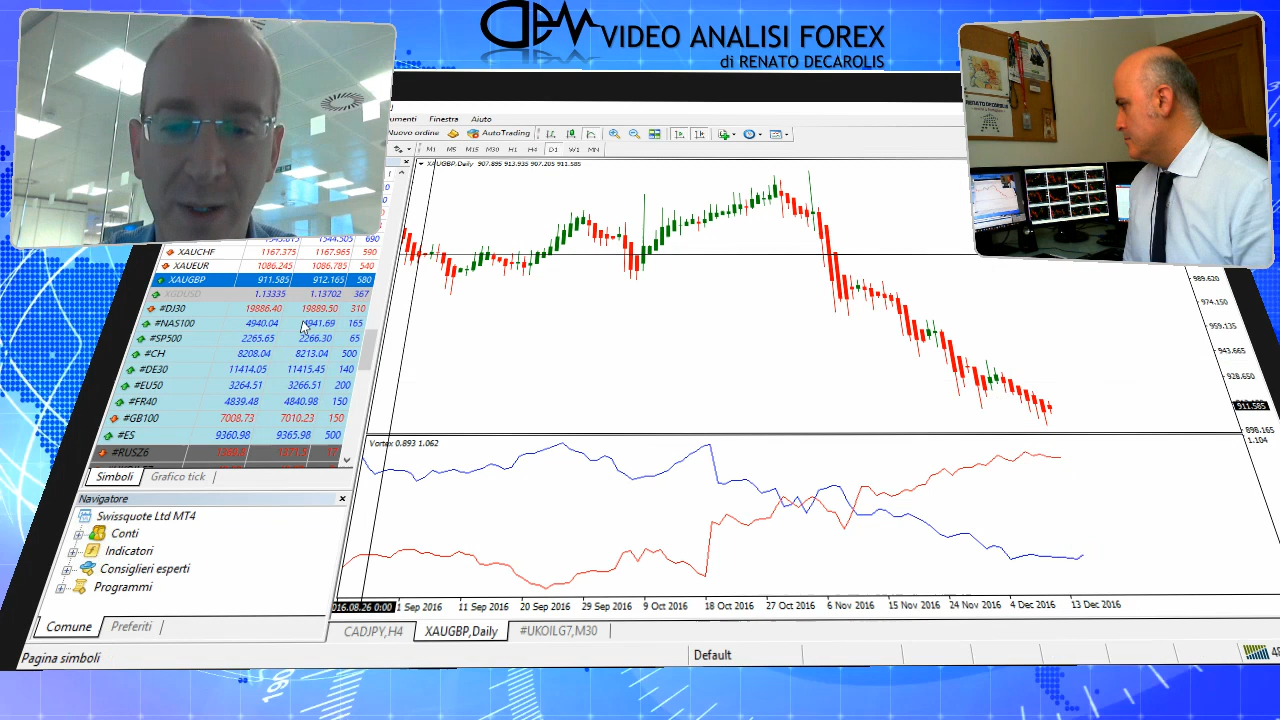 DEM VIDEO ANALISI FOREX
di RENATO DECAROLIS
Finestra Aiuto
Nuovo ordine AutoTrading
M1 M5 M15 M30 H1 H4 D1 W1 MN
XAUGBP,Daily 907.895 913.935 907.205 911.585
XAUCHF 1167.375 1167.965 590
XAUEUR 1086.245 1086.785 540
XAUGBP 911.585 912.165 580
XGDUSD 1.13335 1.13702 367
#DJ30 19886.40 19889.50 310
#NAS100 4940.04 4941.69 165
#SP500 2265.65 2266.30 65
#CH 8208.04 8213.04 500
#DE30 11414.05 11415.45 140
#EU50 3264.51 3266.51 200
#FR40 4839.48 4840.98 150
#GB100 7008.73 7010.23 150
#ES 9360.98 9365.98 500
#RUSZ6
Simboli Grafico tick
Navigatore
Swissquote Ltd MT4
Conti
Indicatori
Consiglieri esperti
Programmi
Comune Preferiti
989.620
974.150
959.135
943.665
928.650
911.585
898.165
1.104
Vortex 0.893 1.062
2016.08.26 0:00 1 Sep 2016 11 Sep 2016 20 Sep 2016 29 Sep 2016 9 Oct 2016 18 Oct 2016 27 Oct 2016 6 Nov 2016 15 Nov 2016 24 Nov 2016 4 Dec 2016 13 Dec 2016
CADJPY,H4 XAUGBP,Daily #UKOILG7,M30
Pagina simboli Default